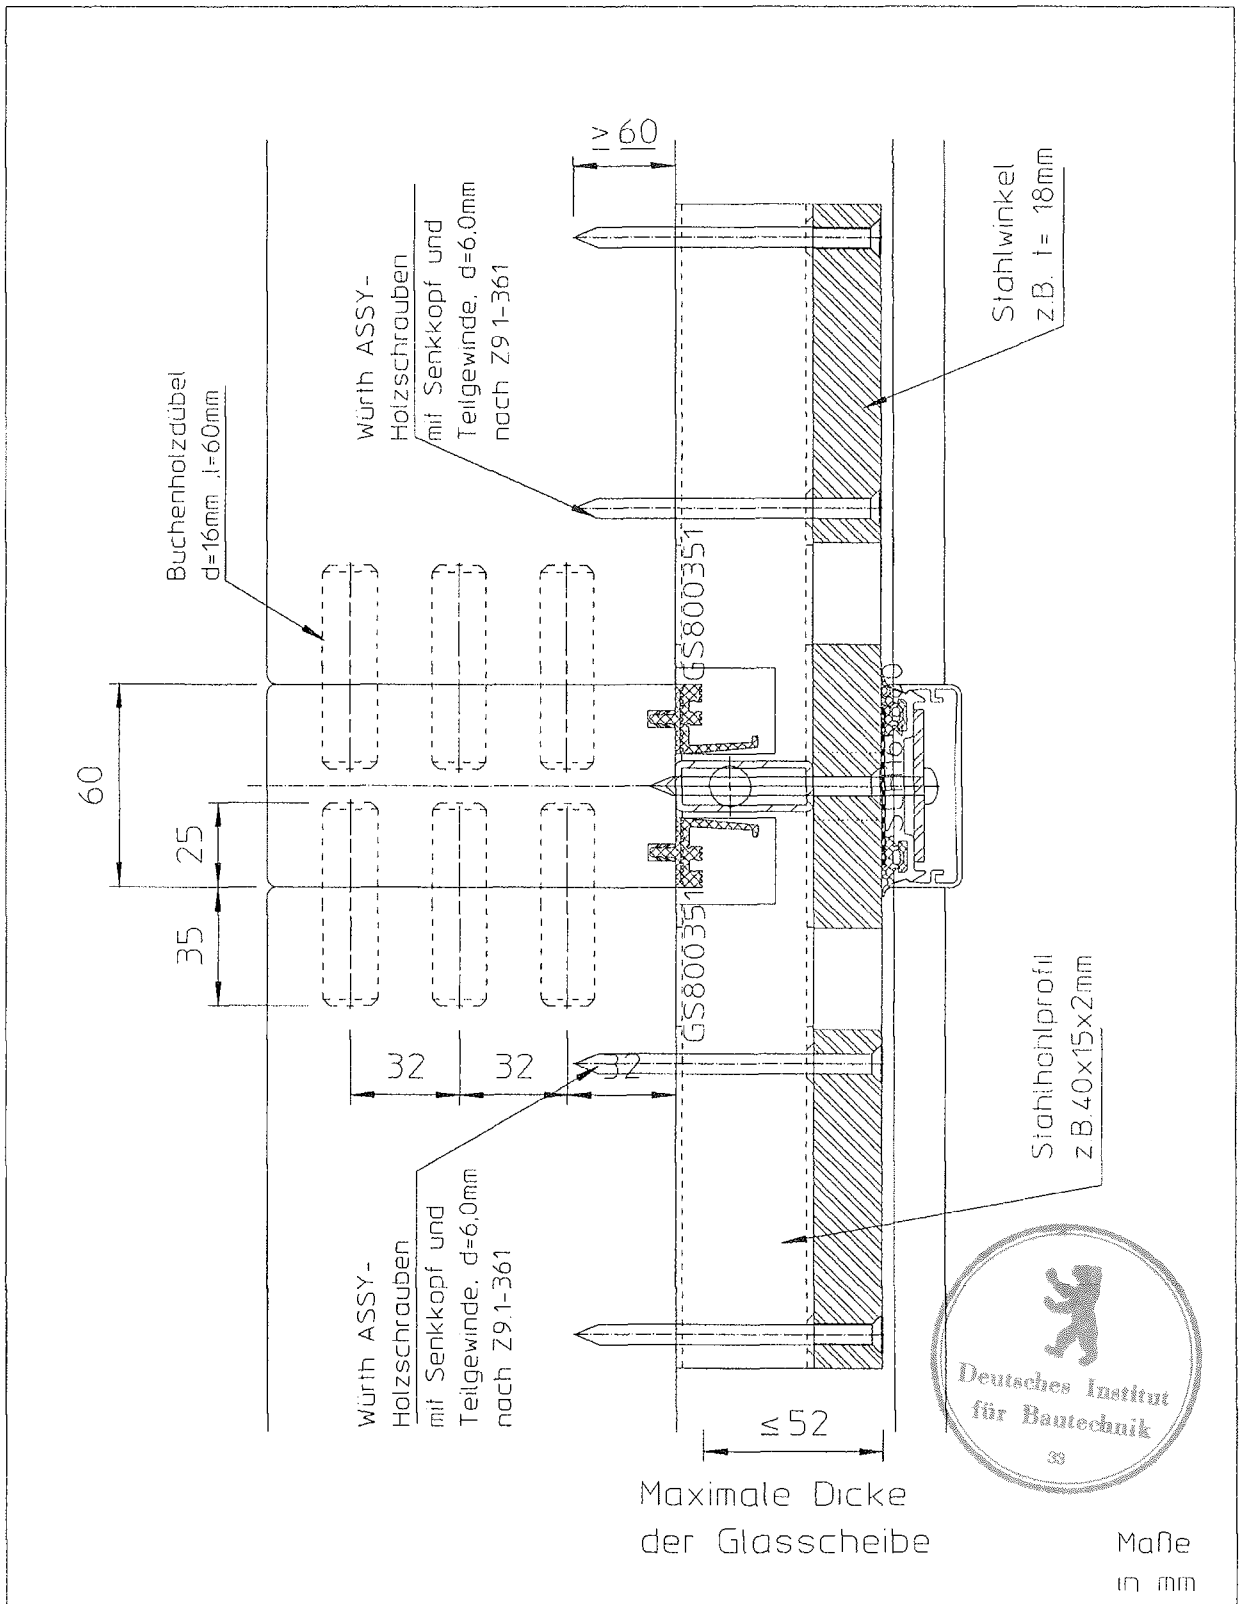 ≥ 60
Würth ASSY-
Holzschrauben
mit Senkkopf und
Teilgewinde, d=6,0mm
nach Z9.1-361
Stahlwinkel
z.B. t= 18mm
Buchenholzdübel
d=16mm ,l=60mm
GS800351
60
25
35
GS800351
32
32
32
Stahlhohlprofil
z.B.40x15x2mm
Würth ASSY-
Holzschrauben
mit Senkkopf und
Teilgewinde, d=6,0mm
nach Z9.1-361
≤52
Maximale Dicke
der Glasscheibe
Deutsches Institut
für Bautechnik
39
Maße
in mm